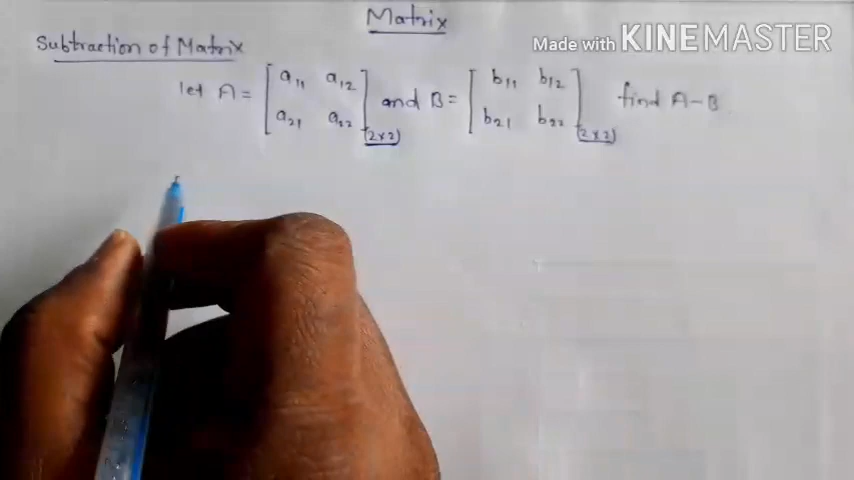 Matrix
Made with KINEMASTER
Subtraction of Matrix
let A = [ a11 a12 a21 a22 ](2×2) and B = [ b11 b12 b21 b22 ](2×2) find A-B